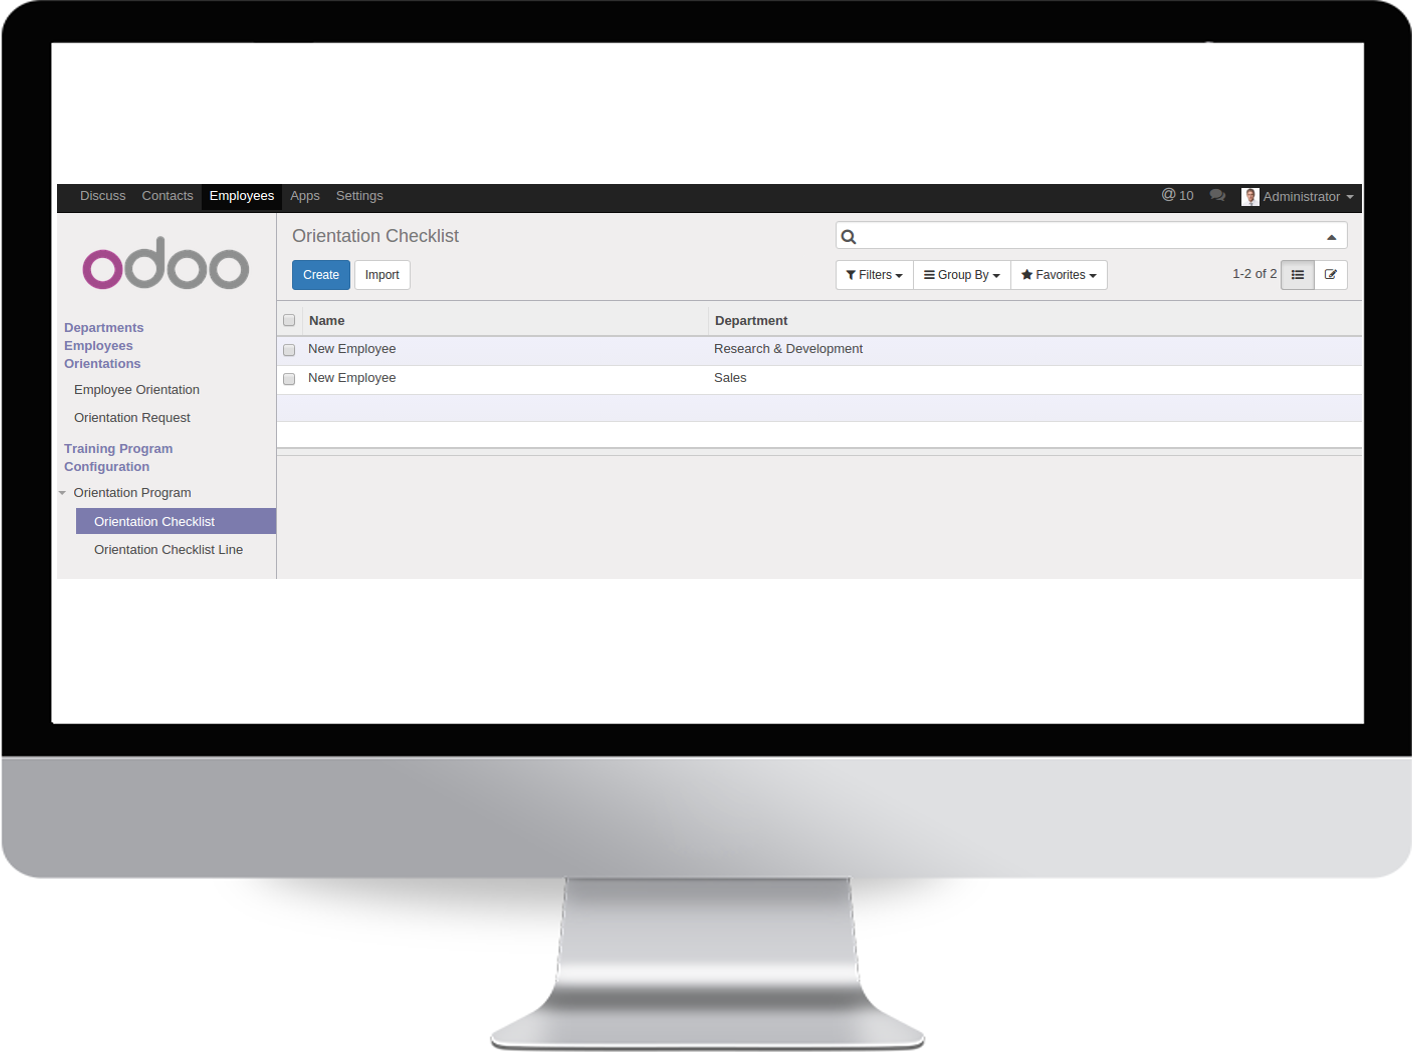 Discuss Contacts Employees Apps Settings @ 10 Administrator
odoo
Orientation Checklist
Create Import Filters Group By Favorites 1-2 of 2
Departments
Employees
Orientations
Employee Orientation
Orientation Request
Training Program
Configuration
Orientation Program
Orientation Checklist
Orientation Checklist Line
Name Department
New Employee Research & Development
New Employee Sales